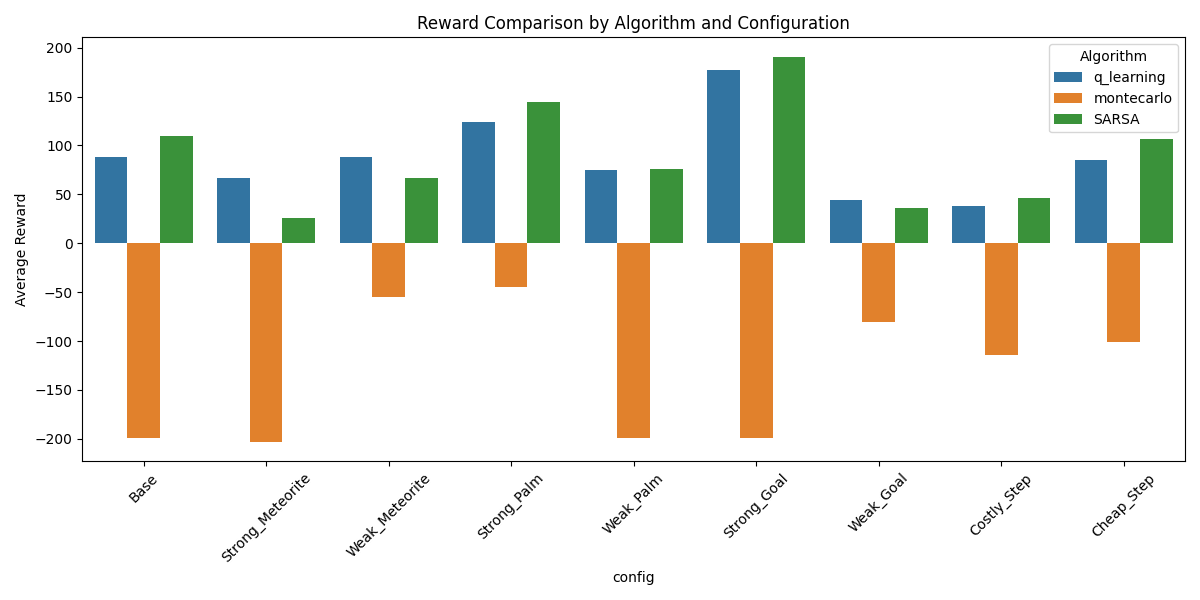 Reward Comparison by Algorithm and Configuration
Algorithm
q_learning
montecarlo
SARSA
Average Reward
200
150
100
50
0
−50
−100
−150
−200
Base
Strong_Meteorite
Weak_Meteorite
Strong_Palm
Weak_Palm
Strong_Goal
Weak_Goal
Costly_Step
Cheap_Step
config